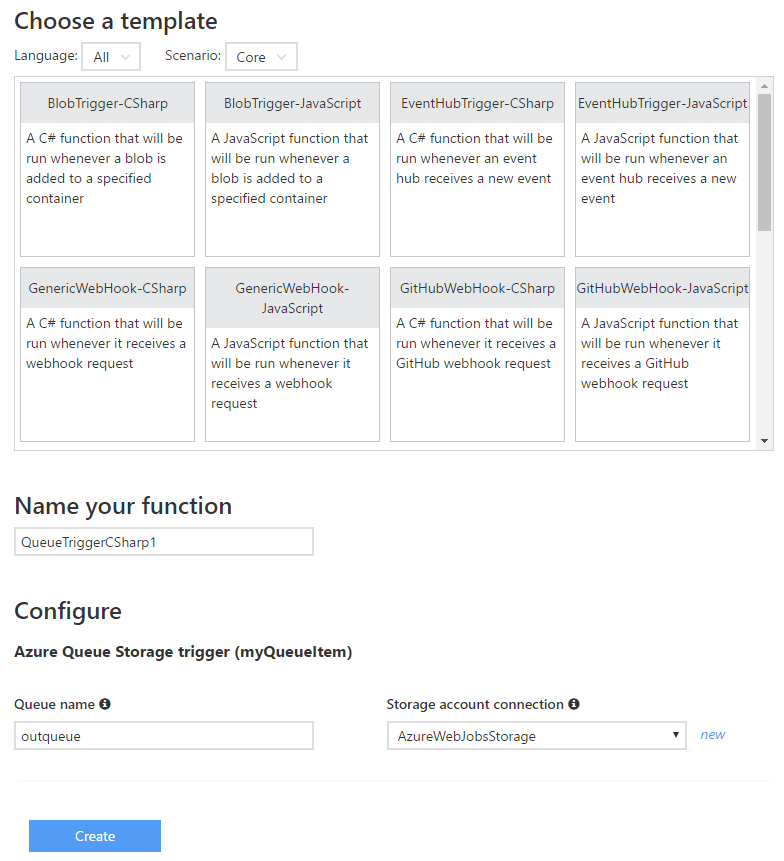 Choose a template
Language: All Scenario: Core
BlobTrigger-CSharp
A C# function that will be
run whenever a blob is
added to a specified
container
BlobTrigger-JavaScript
A JavaScript function that
will be run whenever a
blob is added to a
specified container
EventHubTrigger-CSharp
A C# function that will be
run whenever an event
hub receives a new event
EventHubTrigger-JavaScript
A JavaScript function that
will be run whenever an
event hub receives a new
event
GenericWebHook-CSharp
A C# function that will be
run whenever it receives a
webhook request
GenericWebHook-
JavaScript
A JavaScript function that
will be run whenever it
receives a webhook
request
GitHubWebHook-CSharp
A C# function that will be
run whenever it receives a
GitHub webhook request
GitHubWebHook-JavaScript
A JavaScript function that
will be run whenever it
receives a GitHub
webhook request
Name your function
QueueTriggerCSharp1
Configure
Azure Queue Storage trigger (myQueueItem)
Queue name
outqueue
Storage account connection
AzureWebJobsStorage
new
Create